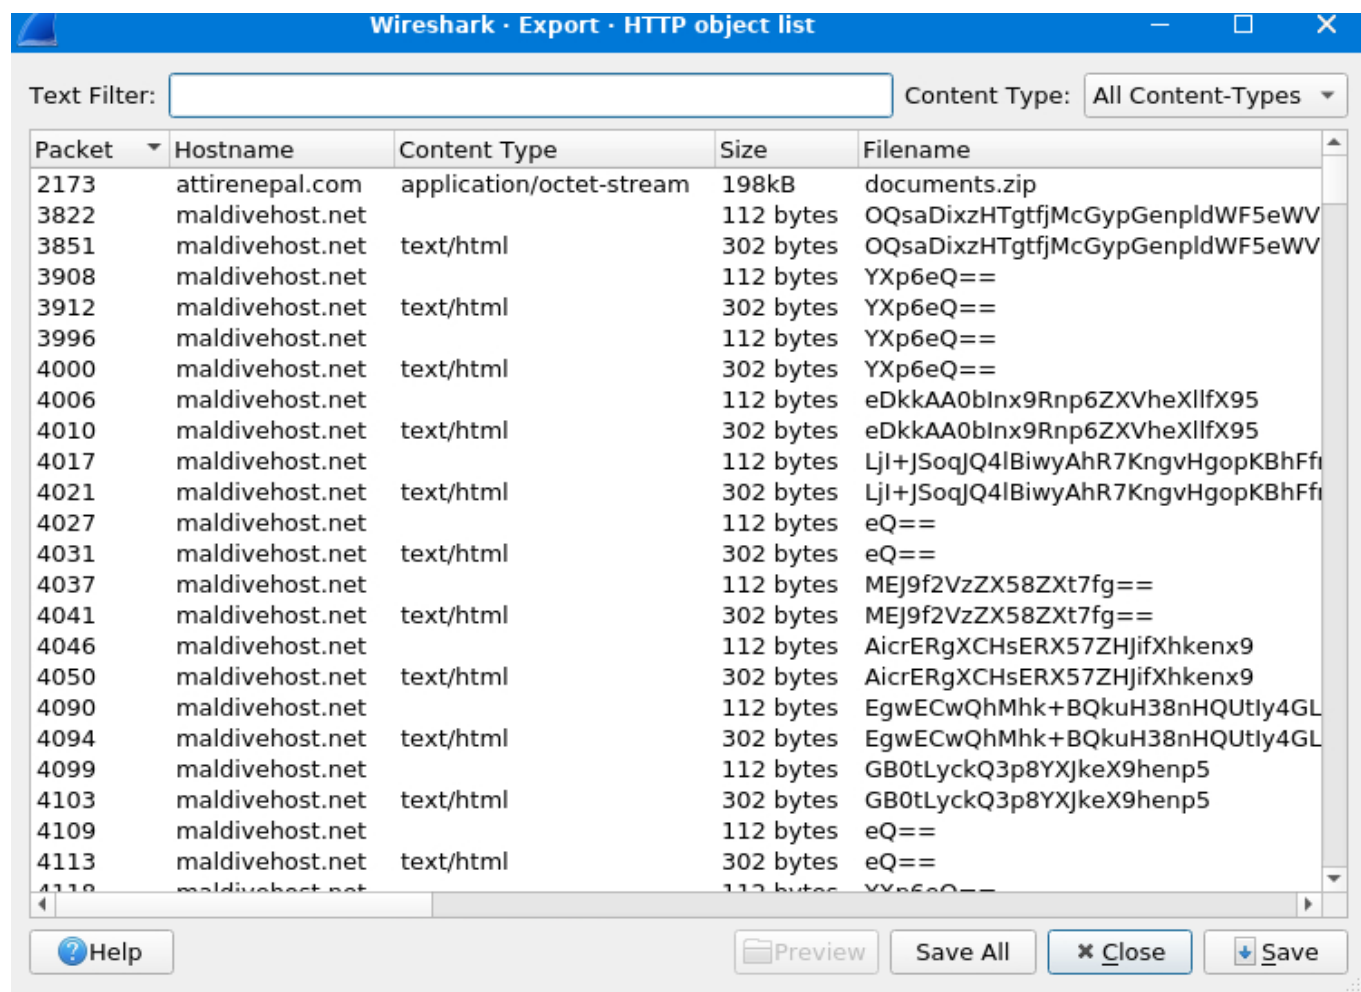 Wireshark · Export · HTTP object list
Text Filter: Content Type: All Content-Types
Packet Hostname Content Type Size Filename
2173 attirenepal.com application/octet-stream 198kB documents.zip
3822 maldivehost.net 112 bytes OQsaDixzHTgtfjMcGypGenpldWF5eWV
3851 maldivehost.net text/html 302 bytes OQsaDixzHTgtfjMcGypGenpldWF5eWV
3908 maldivehost.net 112 bytes YXp6eQ==
3912 maldivehost.net text/html 302 bytes YXp6eQ==
3996 maldivehost.net 112 bytes YXp6eQ==
4000 maldivehost.net text/html 302 bytes YXp6eQ==
4006 maldivehost.net 112 bytes eDkkAA0bInx9Rnp6ZXVheXllfX95
4010 maldivehost.net text/html 302 bytes eDkkAA0bInx9Rnp6ZXVheXllfX95
4017 maldivehost.net 112 bytes LjI+JSoqJQ4lBiwyAhR7KngvHgopKBhFf
4021 maldivehost.net text/html 302 bytes LjI+JSoqJQ4lBiwyAhR7KngvHgopKBhFf
4027 maldivehost.net 112 bytes eQ==
4031 maldivehost.net text/html 302 bytes eQ==
4037 maldivehost.net 112 bytes MEJ9f2VzZX58ZXt7fg==
4041 maldivehost.net text/html 302 bytes MEJ9f2VzZX58ZXt7fg==
4046 maldivehost.net 112 bytes AicrERgXCHsERX57ZHJifXhkenx9
4050 maldivehost.net text/html 302 bytes AicrERgXCHsERX57ZHJifXhkenx9
4090 maldivehost.net 112 bytes EgwECwQhMhk+BQkuH38nHQUtIy4GL
4094 maldivehost.net text/html 302 bytes EgwECwQhMhk+BQkuH38nHQUtIy4GL
4099 maldivehost.net 112 bytes GB0tLyckQ3p8YXJkeX9henp5
4103 maldivehost.net text/html 302 bytes GB0tLyckQ3p8YXJkeX9henp5
4109 maldivehost.net 112 bytes eQ==
4113 maldivehost.net text/html 302 bytes eQ==
4118 maldivehost.net 112 bytes YXp6eQ==
Help Preview Save All Close Save